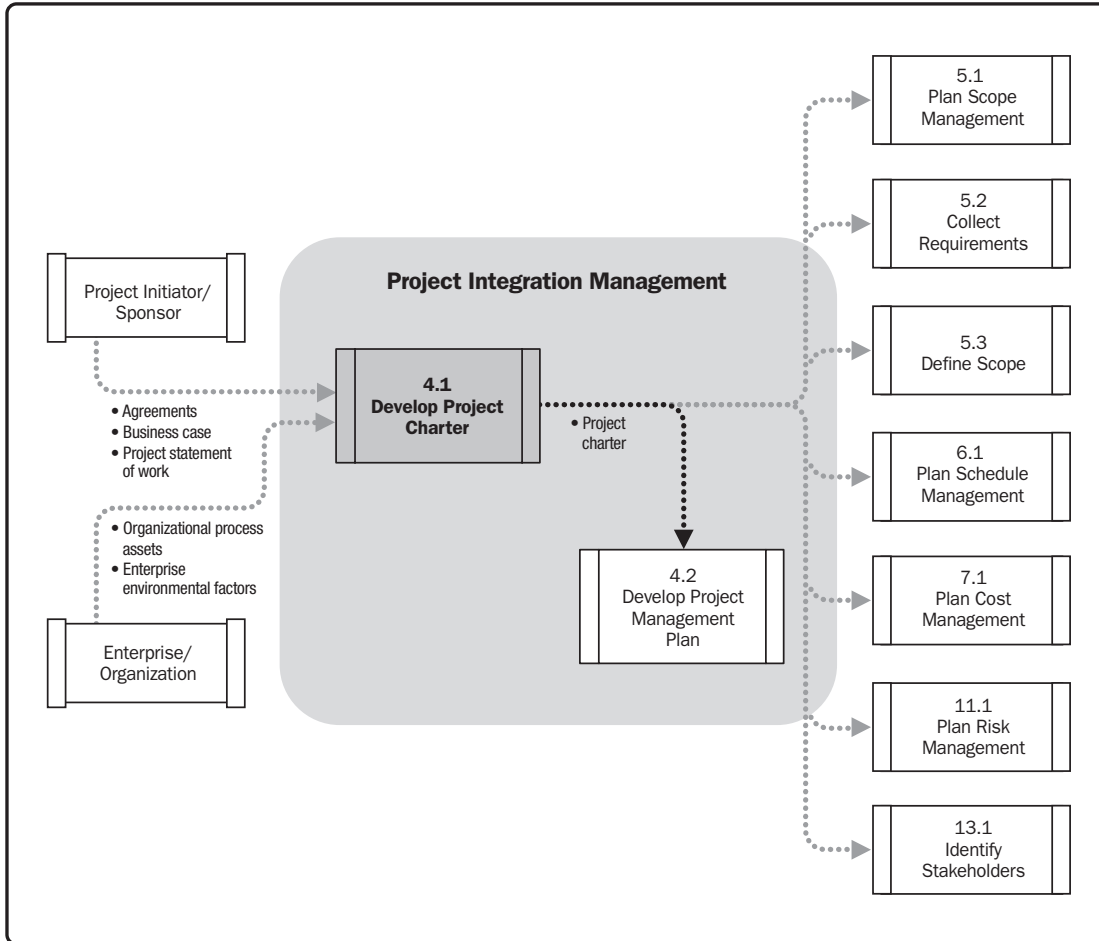 5.1
Plan Scope
Management
5.2
Collect
Requirements
Project Integration Management
Project Initiator/
Sponsor
5.3
Define Scope
4.1
Develop Project
Charter
• Agreements
• Business case
• Project statement
of work
• Project
charter
6.1
Plan Schedule
Management
• Organizational process
assets
• Enterprise
environmental factors
4.2
Develop Project
Management
Plan
7.1
Plan Cost
Management
Enterprise/
Organization
11.1
Plan Risk
Management
13.1
Identify
Stakeholders